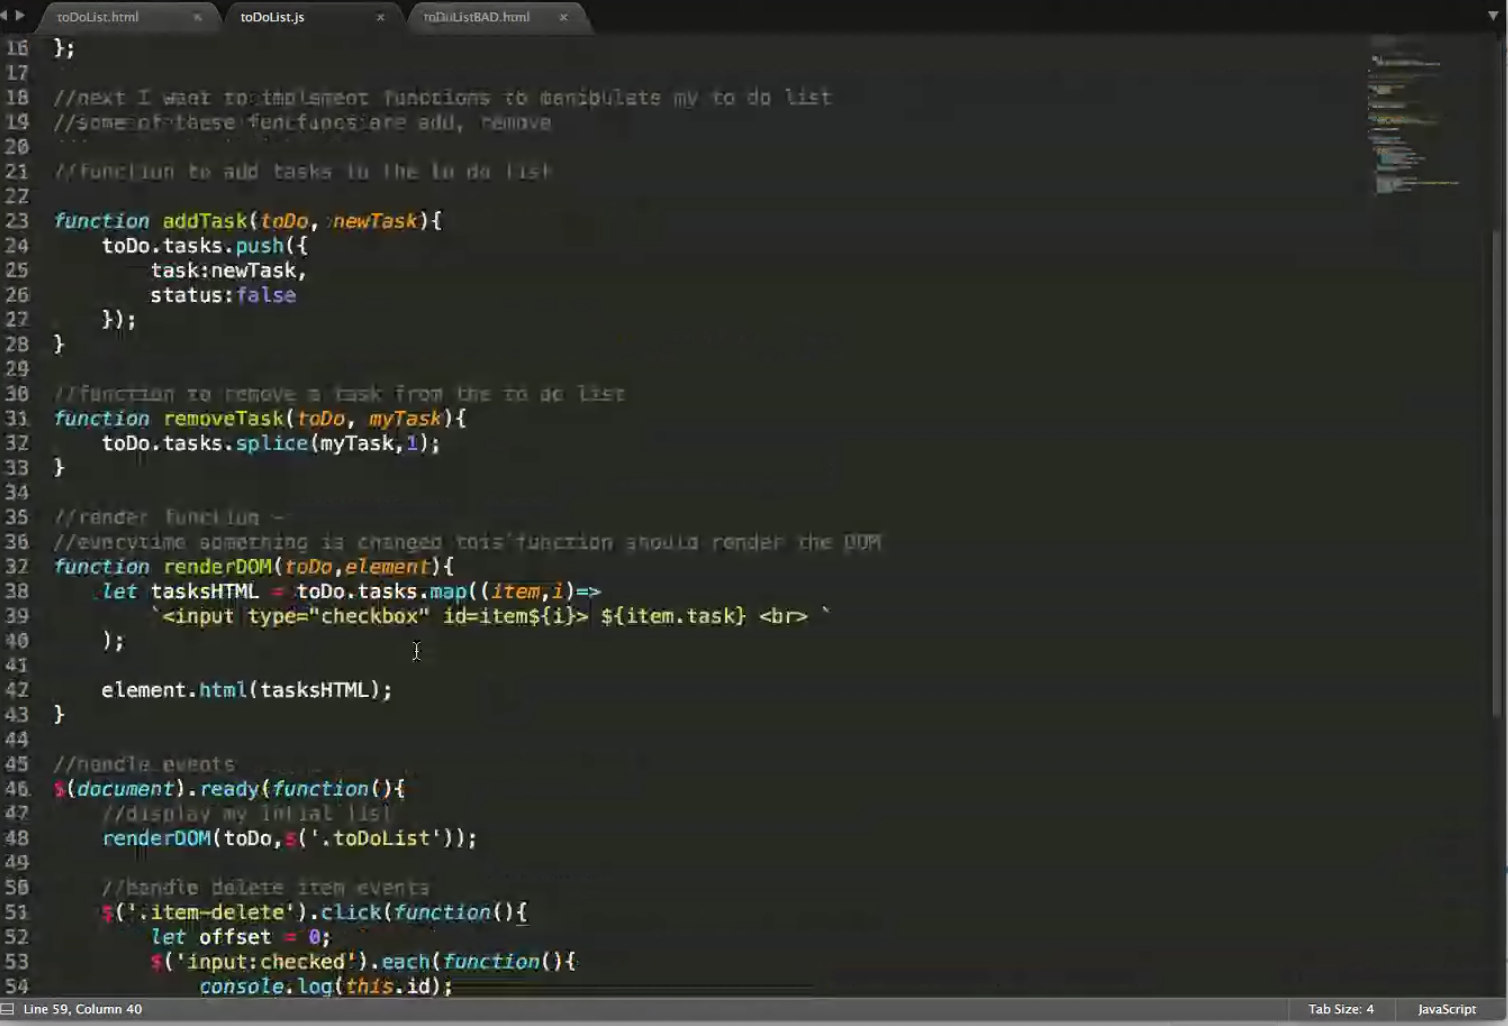 toDoList.html × toDoList.js × toDoListBAD.html ×
16 };
17
18 //next I want to implement functions to manipulate my to do list
19 //some of these are add, remove
20
21 //function to add tasks to the to do list
22
23 function addTask(toDo, newTask){
24 toDo.tasks.push({
25 task:newTask,
26 status:false
27 });
28 }
29
30 //function to remove a task from the to do list
31 function removeTask(toDo, myTask){
32 toDo.tasks.splice(myTask,1);
33 }
34
35 //render function -
36 //everytime something is changed this function should render the DOM
37 function renderDOM(toDo,element){
38 let tasksHTML = toDo.tasks.map((item,i)=>
39 `<input type="checkbox" id=item${i}> ${item.task} <br> `
40 );
41
42 element.html(tasksHTML);
43 }
44
45 //handle events
46 $(document).ready(function(){
47 //display my intial list
48 renderDOM(toDo,$('.toDoList'));
49
50 //handle delete item events
51 $('.item-delete').click(function(){
52 let offset = 0;
53 $('input:checked').each(function(){
54 console.log(this.id);
Line 59, Column 40 Tab Size: 4 JavaScript